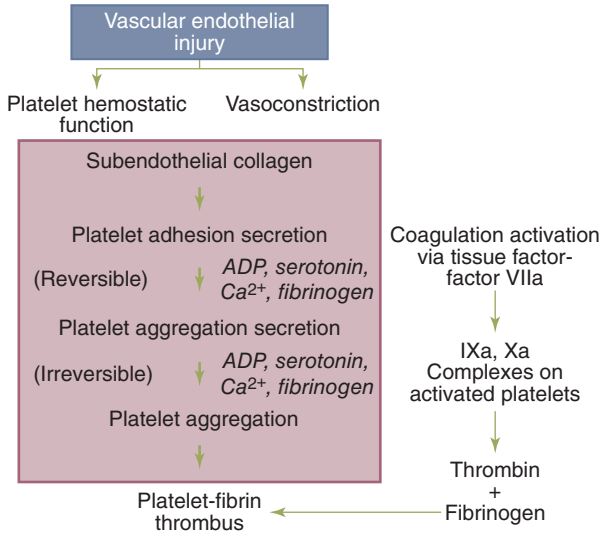 Vascular endothelial
injury
Platelet hemostatic
function
Vasoconstriction
Subendothelial collagen
Platelet adhesion secretion
(Reversible)
ADP, serotonin,
Ca2+, fibrinogen
Platelet aggregation secretion
(Irreversible)
ADP, serotonin,
Ca2+, fibrinogen
Platelet aggregation
Platelet-fibrin
thrombus
Coagulation activation
via tissue factor-
factor VIIa
IXa, Xa
Complexes on
activated platelets
Thrombin
+
Fibrinogen